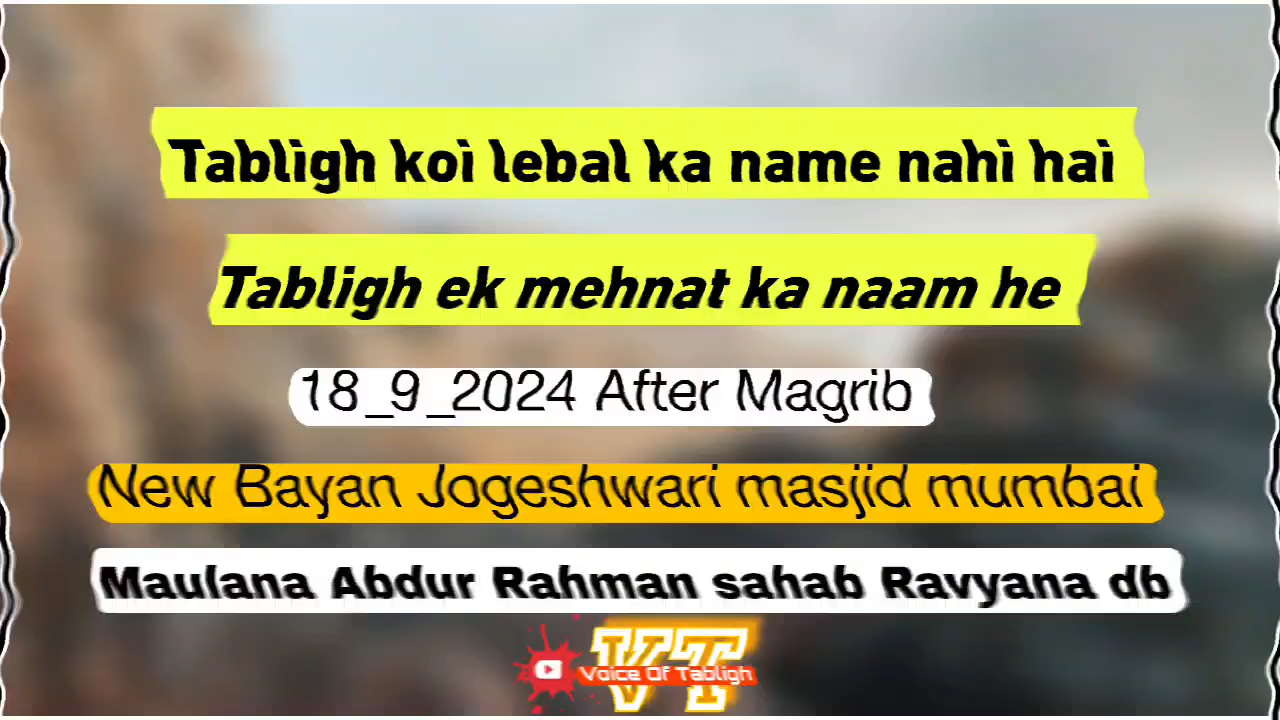 Tabligh koi lebal ka name nahi hai
Tabligh ek mehnat ka naam he
18_9_2024 After Magrib
New Bayan Jogeshwari masjid mumbai
Maulana Abdur Rahman sahab Ravyana db
VT
Voice Of Tabligh